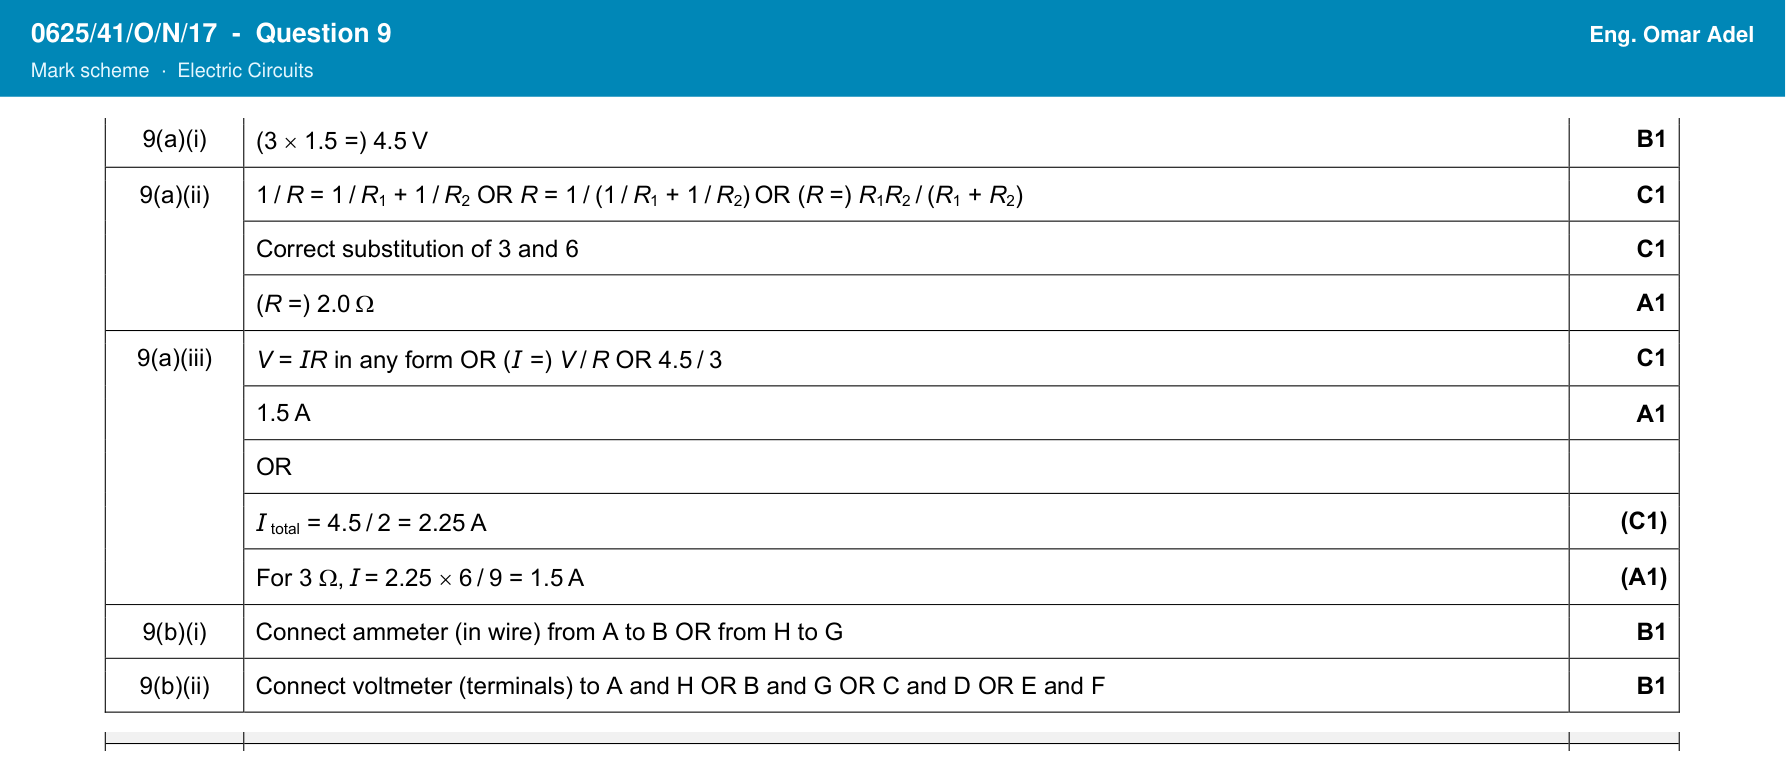 0625/41/O/N/17 - Question 9
Eng. Omar Adel
Mark scheme · Electric Circuits
9(a)(i) (3 × 1.5 =) 4.5 V B1
9(a)(ii) 1 / R = 1 / R₁ + 1 / R₂ OR R = 1 / (1 / R₁ + 1 / R₂) OR (R =) R₁R₂ / (R₁ + R₂) C1
Correct substitution of 3 and 6 C1
(R =) 2.0 Ω A1
9(a)(iii) V = IR in any form OR (I =) V / R OR 4.5 / 3 C1
1.5 A A1
OR
I total = 4.5 / 2 = 2.25 A (C1)
For 3 Ω, I = 2.25 × 6 / 9 = 1.5 A (A1)
9(b)(i) Connect ammeter (in wire) from A to B OR from H to G B1
9(b)(ii) Connect voltmeter (terminals) to A and H OR B and G OR C and D OR E and F B1